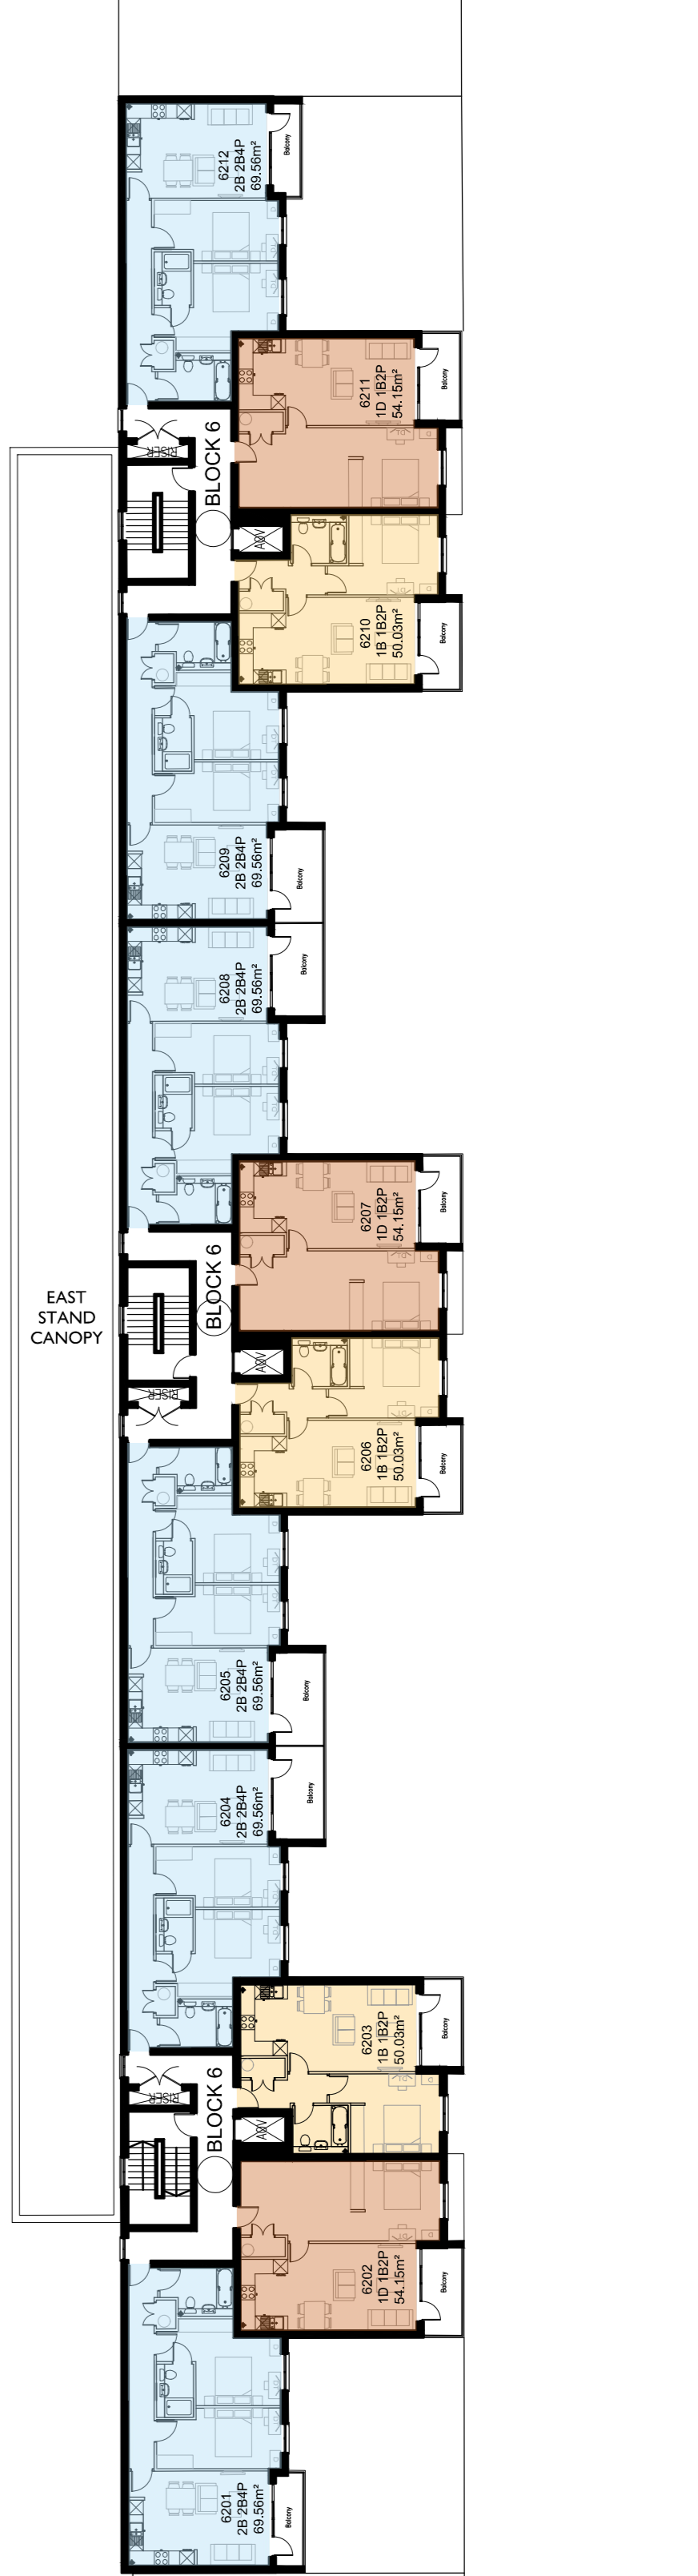 6212
2B 2B4P
69.56m²
Balcony
6211
1D 1B2P
54.15m²
Balcony
RISER
BLOCK 6
AOV
6210
1B 1B2P
50.03m²
Balcony
6209
2B 2B4P
69.56m²
Balcony
6208
2B 2B4P
69.56m²
Balcony
6207
1D 1B2P
54.15m²
Balcony
BLOCK 6
EAST
STAND
CANOPY
AOV
RISER
6206
1B 1B2P
50.03m²
Balcony
6205
2B 2B4P
69.56m²
Balcony
6204
2B 2B4P
69.56m²
Balcony
6203
1B 1B2P
50.03m²
Balcony
RISER
BLOCK 6
AOV
6202
1D 1B2P
54.15m²
Balcony
6201
2B 2B4P
69.56m²
Balcony